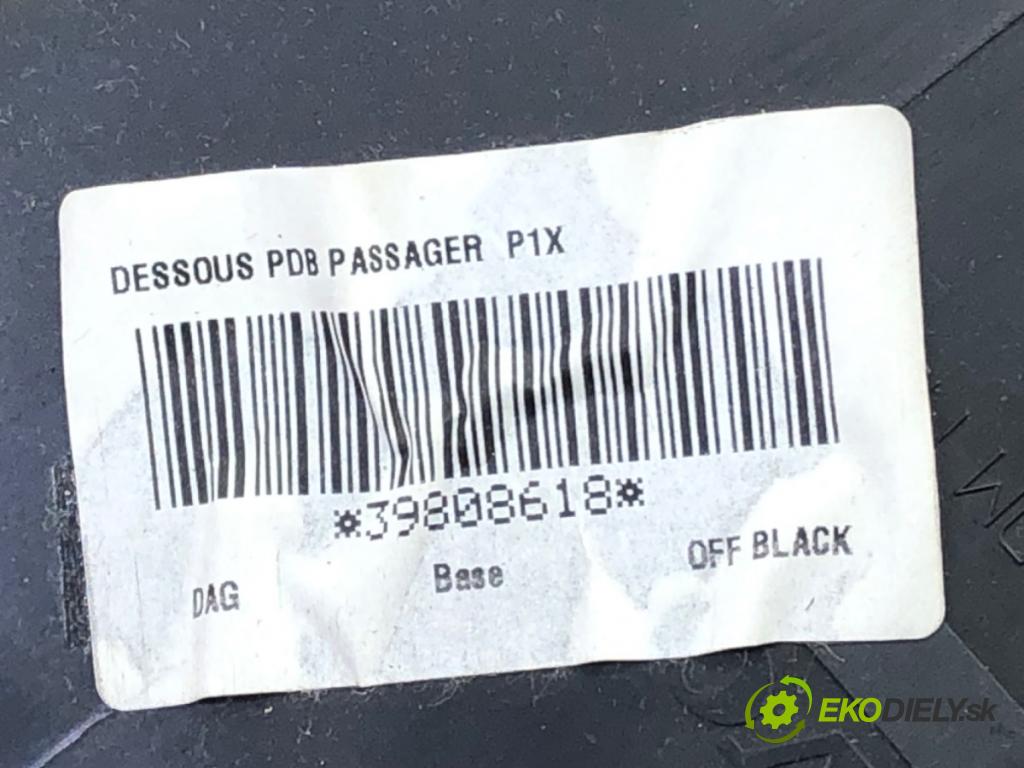 DESSOUS PDB PASSAGER P1X
*39808618*
DAG Base OFF BLACK
EKODIELY.sk